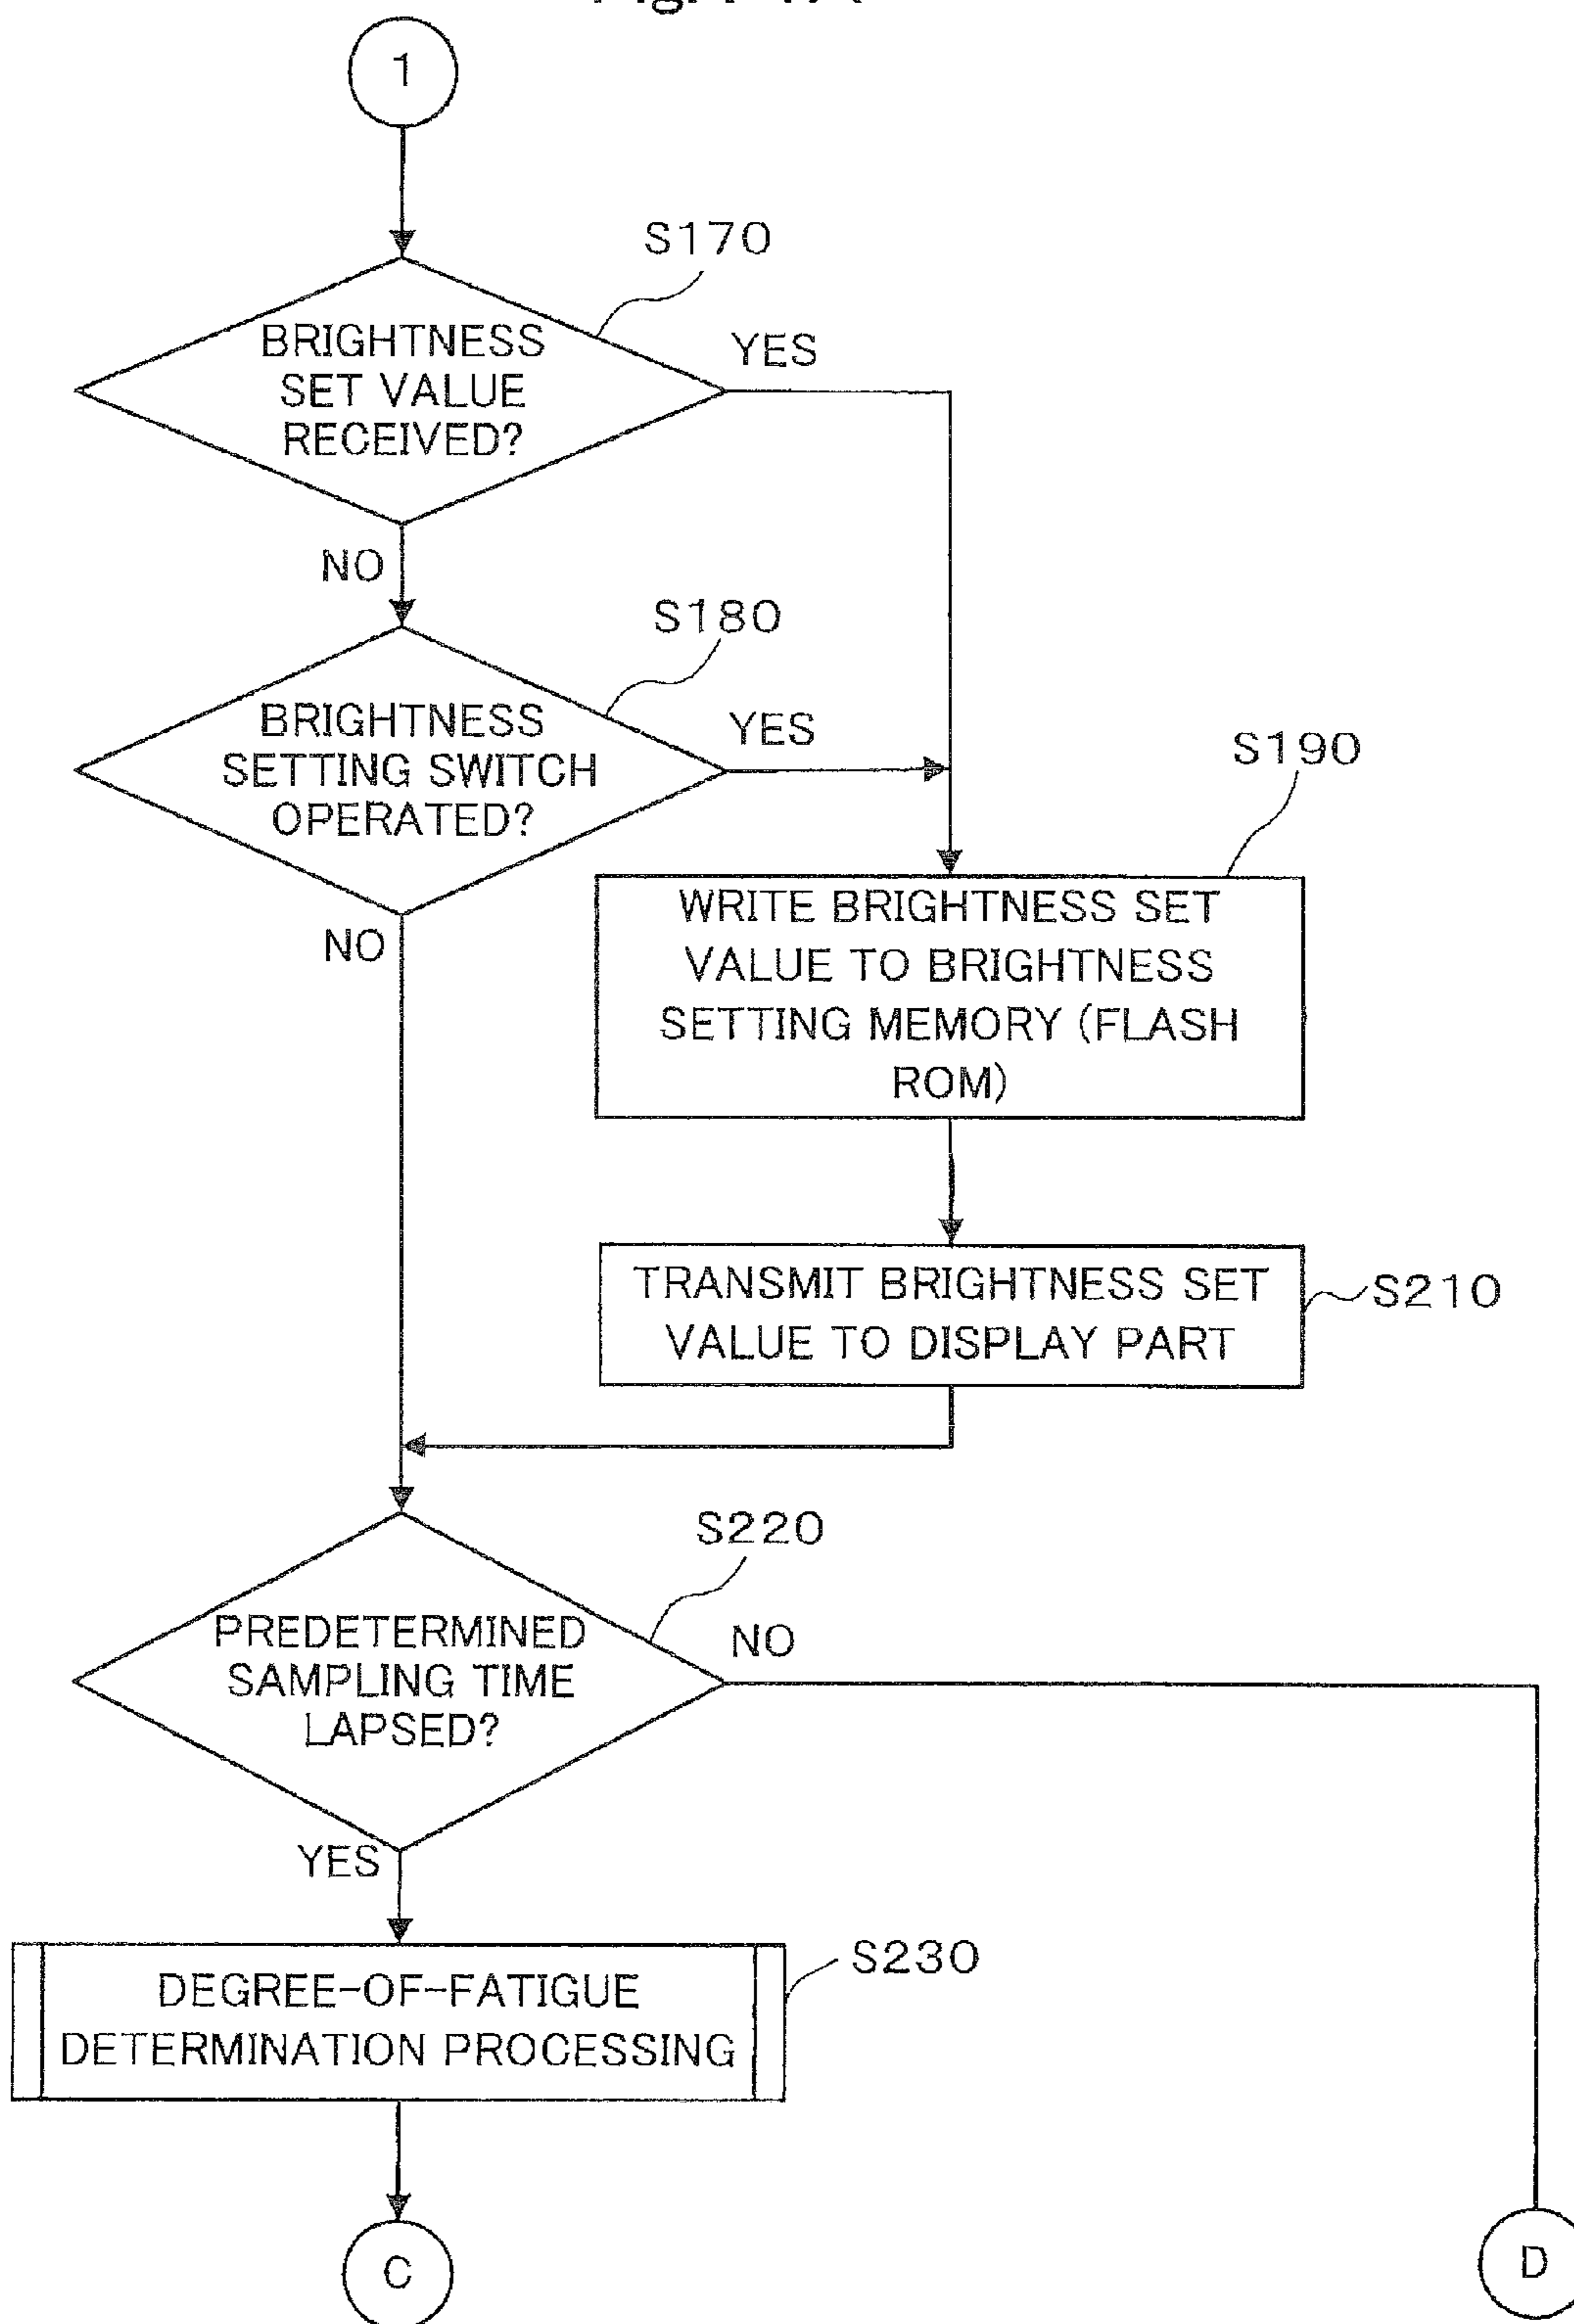 1
S170
BRIGHTNESS
SET VALUE
RECEIVED?
YES
NO
S180
BRIGHTNESS
SETTING SWITCH
OPERATED?
YES
NO
S190
WRITE BRIGHTNESS SET
VALUE TO BRIGHTNESS
SETTING MEMORY (FLASH
ROM)
TRANSMIT BRIGHTNESS SET
VALUE TO DISPLAY PART
S210
S220
PREDETERMINED
SAMPLING TIME
LAPSED?
NO
YES
S230
DEGREE-OF-FATIGUE
DETERMINATION PROCESSING
C
D